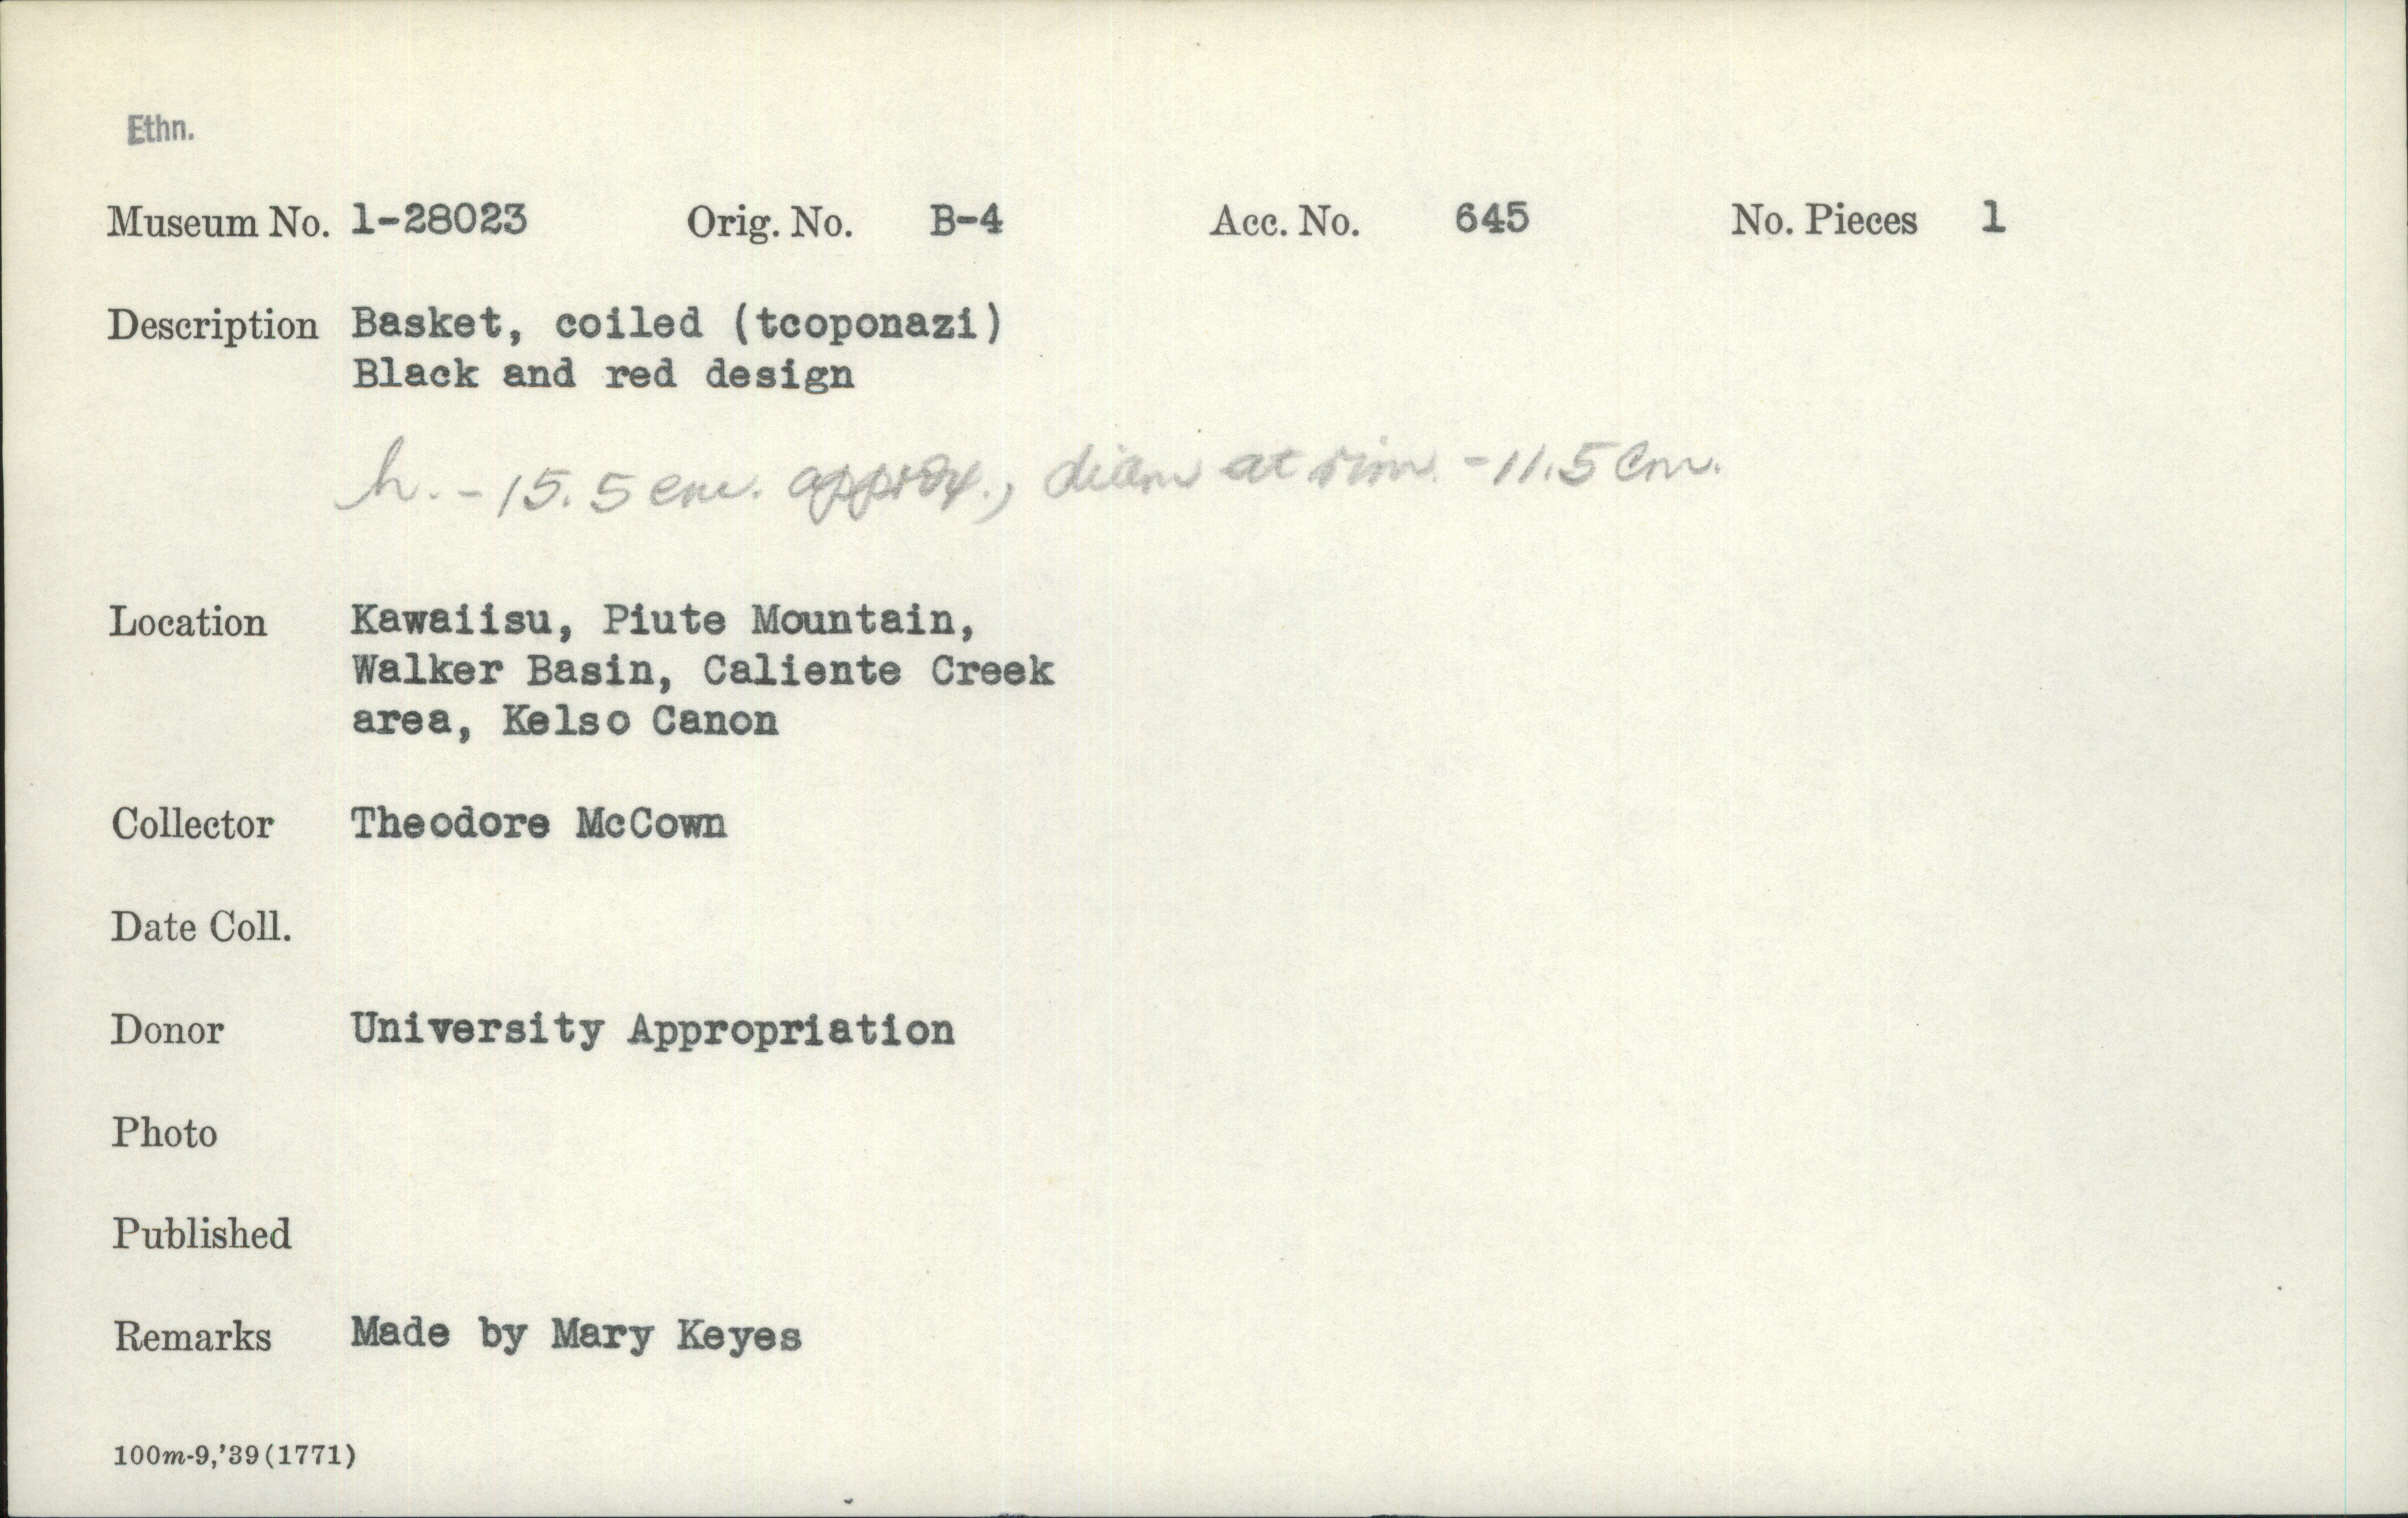 Ethn.
Museum No. 1-28023 Orig. No. B-4 Acc. No. 645 No. Pieces 1
Description Basket, coiled (tcoponazi)
Black and red design
h. - 15.5 cm. approx., diam at rim. - 11.5 cm.
Location Kawaiisu, Piute Mountain,
Walker Basin, Caliente Creek
area, Kelso Canon
Collector Theodore McCown
Date Coll.
Donor University Appropriation
Photo
Published
Remarks Made by Mary Keyes
100m-9,'39(1771)